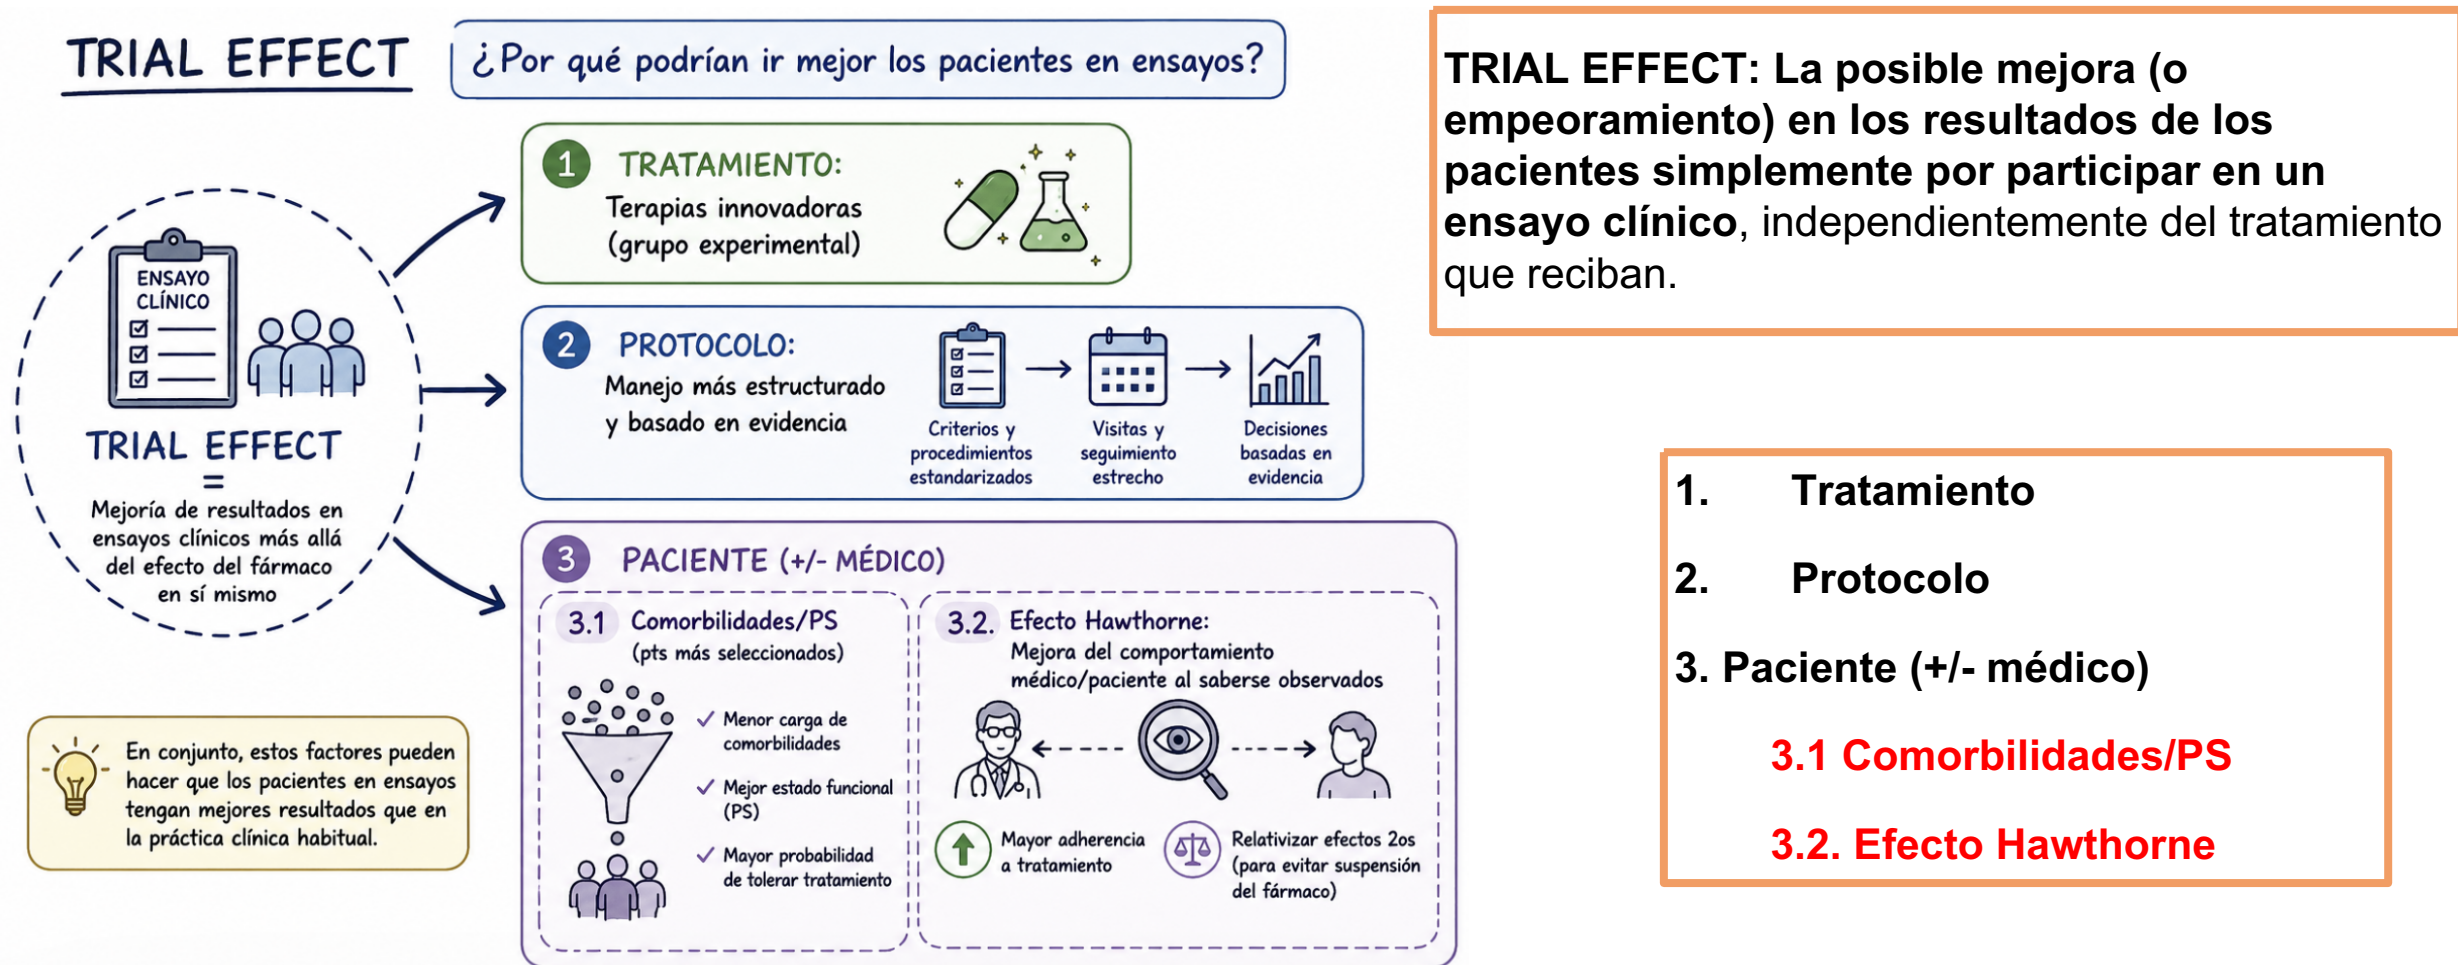 TRIAL EFFECT
¿Por qué podrían ir mejor los pacientes en ensayos?
ENSAYO
CLÍNICO
TRIAL EFFECT
=
Mejoría de resultados en
ensayos clínicos más allá
del efecto del fármaco
en sí mismo
En conjunto, estos factores pueden
hacer que los pacientes en ensayos
tengan mejores resultados que en
la práctica clínica habitual.
1 TRATAMIENTO:
Terapias innovadoras
(grupo experimental)
2 PROTOCOLO:
Manejo más estructurado
y basado en evidencia
Criterios y
procedimientos
estandarizados
Visitas y
seguimiento
estrecho
Decisiones
basadas en
evidencia
3 PACIENTE (+/- MÉDICO)
3.1 Comorbilidades/PS
(pts más seleccionados)
✓ Menor carga de
comorbilidades
✓ Mejor estado funcional
(PS)
✓ Mayor probabilidad
de tolerar tratamiento
3.2. Efecto Hawthorne:
Mejora del comportamiento
médico/paciente al saberse observados
Mayor adherencia
a tratamiento
Relativizar efectos 2os
(para evitar suspensión
del fármaco)
TRIAL EFFECT: La posible mejora (o
empeoramiento) en los resultados de los
pacientes simplemente por participar en un
ensayo clínico, independientemente del tratamiento
que reciban.
1. Tratamiento
2. Protocolo
3. Paciente (+/- médico)
3.1 Comorbilidades/PS
3.2. Efecto Hawthorne